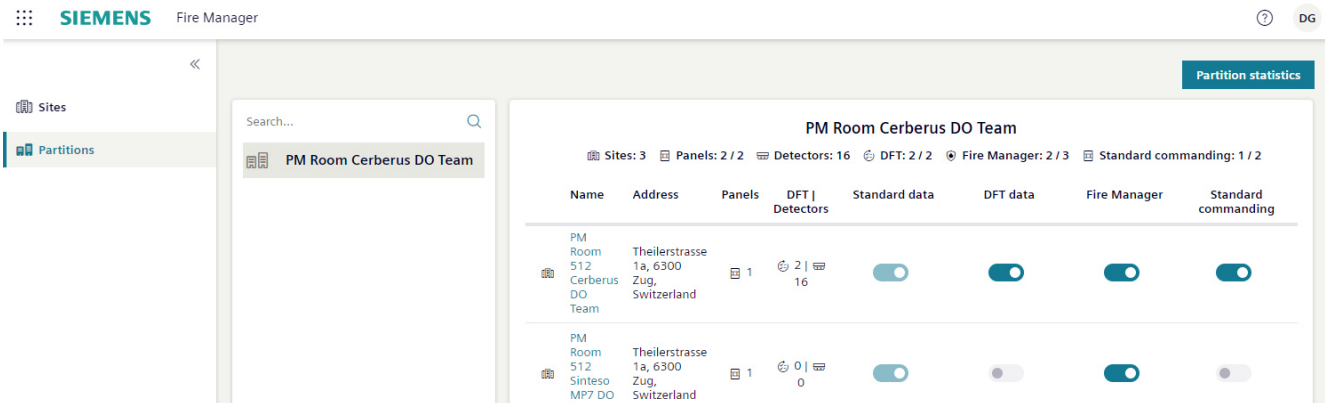 SIEMENS Fire Manager
DG
Partition statistics
Sites
Partitions
Search...
PM Room Cerberus DO Team
PM Room Cerberus DO Team
Sites: 3 Panels: 2 / 2 Detectors: 16 DFT: 2 / 2 Fire Manager: 2 / 3 Standard commanding: 1 / 2
Name Address Panels DFT | Standard data DFT data Fire Manager Standard
Detectors commanding
PM
Room Theilerstrasse
512 1a, 6300 1 2 |
Cerberus Zug, 16
DO Switzerland
Team
PM
Room Theilerstrasse
512 1a, 6300 1 0 |
Sinteso Zug, 0
MP7 DO Switzerland